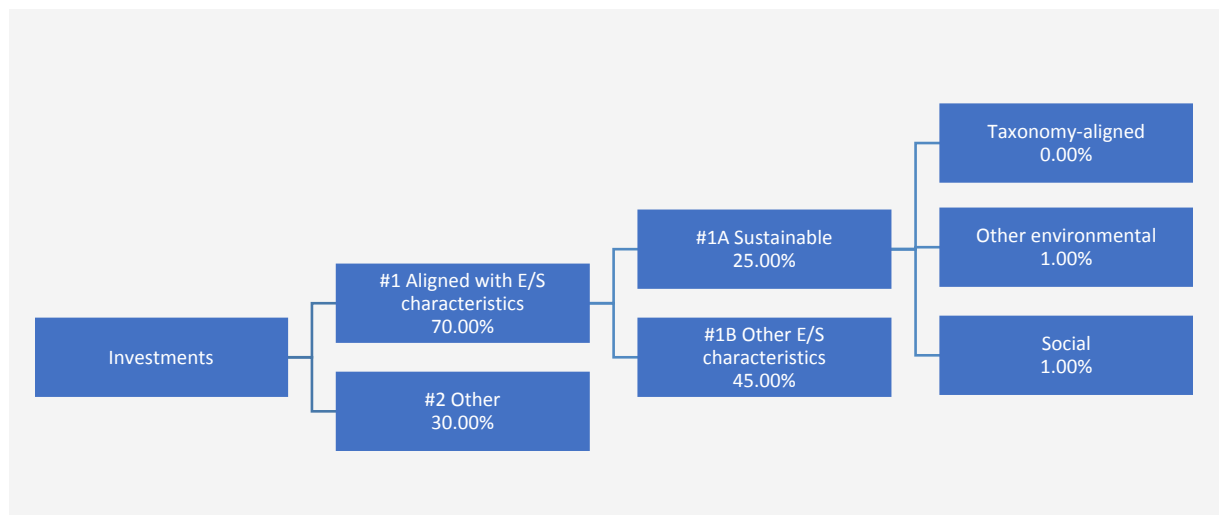 Investments
#1 Aligned with E/S
characteristics
70.00%
#2 Other
30.00%
#1A Sustainable
25.00%
#1B Other E/S
characteristics
45.00%
Taxonomy-aligned
0.00%
Other environmental
1.00%
Social
1.00%